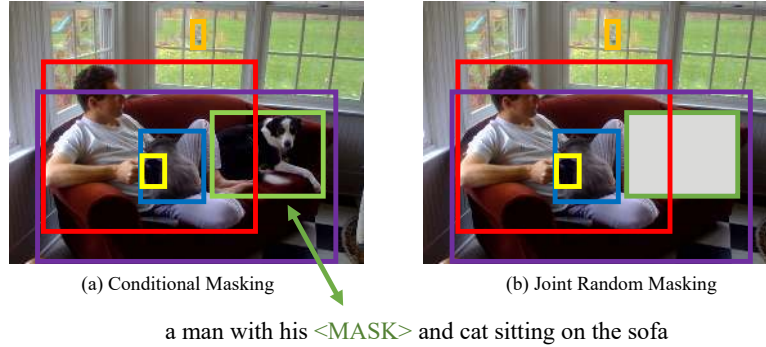 (a) Conditional Masking
(b) Joint Random Masking
a man with his <MASK> and cat sitting on the sofa